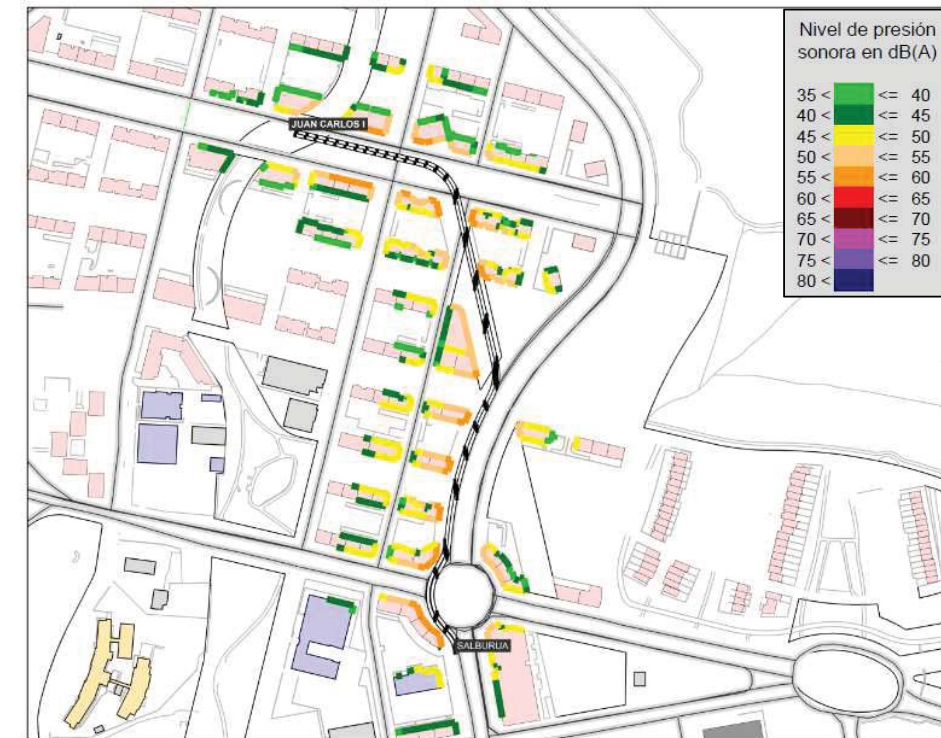 Nivel de presión
sonora en dB(A)
35 < <= 40
40 < <= 45
45 < <= 50
50 < <= 55
55 < <= 60
60 < <= 65
65 < <= 70
70 < <= 75
75 < <= 80
80 <
JUAN CARLOS I
SALBURUA